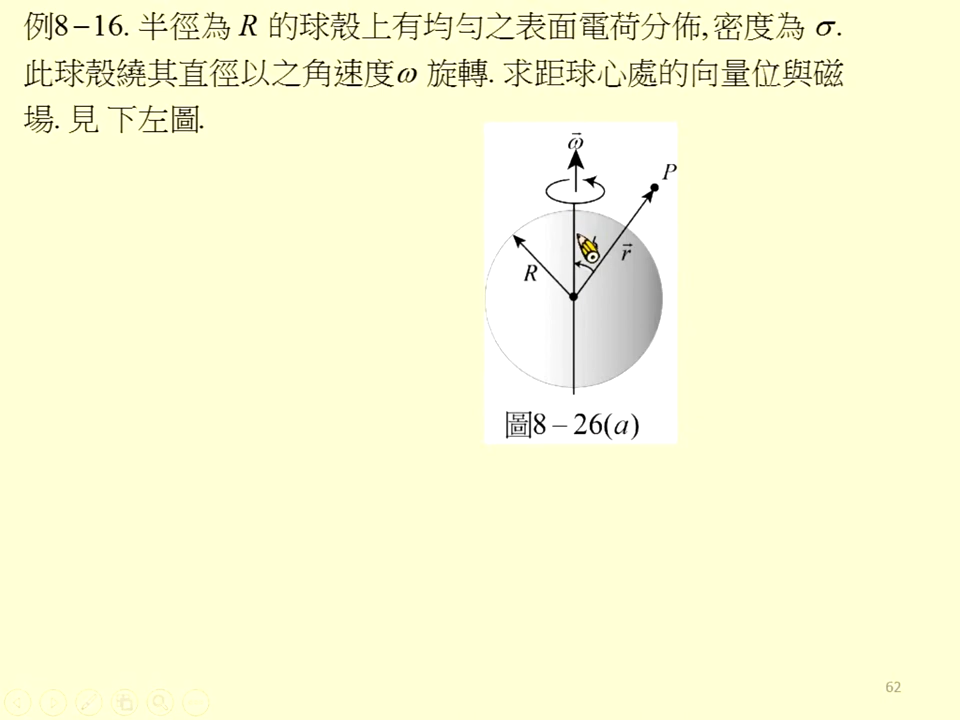 例8－16. 半徑為 R 的球殼上有均勻之表面電荷分佈, 密度為 σ.
此球殼繞其直徑以之角速度ω 旋轉. 求距球心處的向量位與磁
場. 見 下左圖.
ω⃗
P
r⃗
R
圖8－26(a)
62